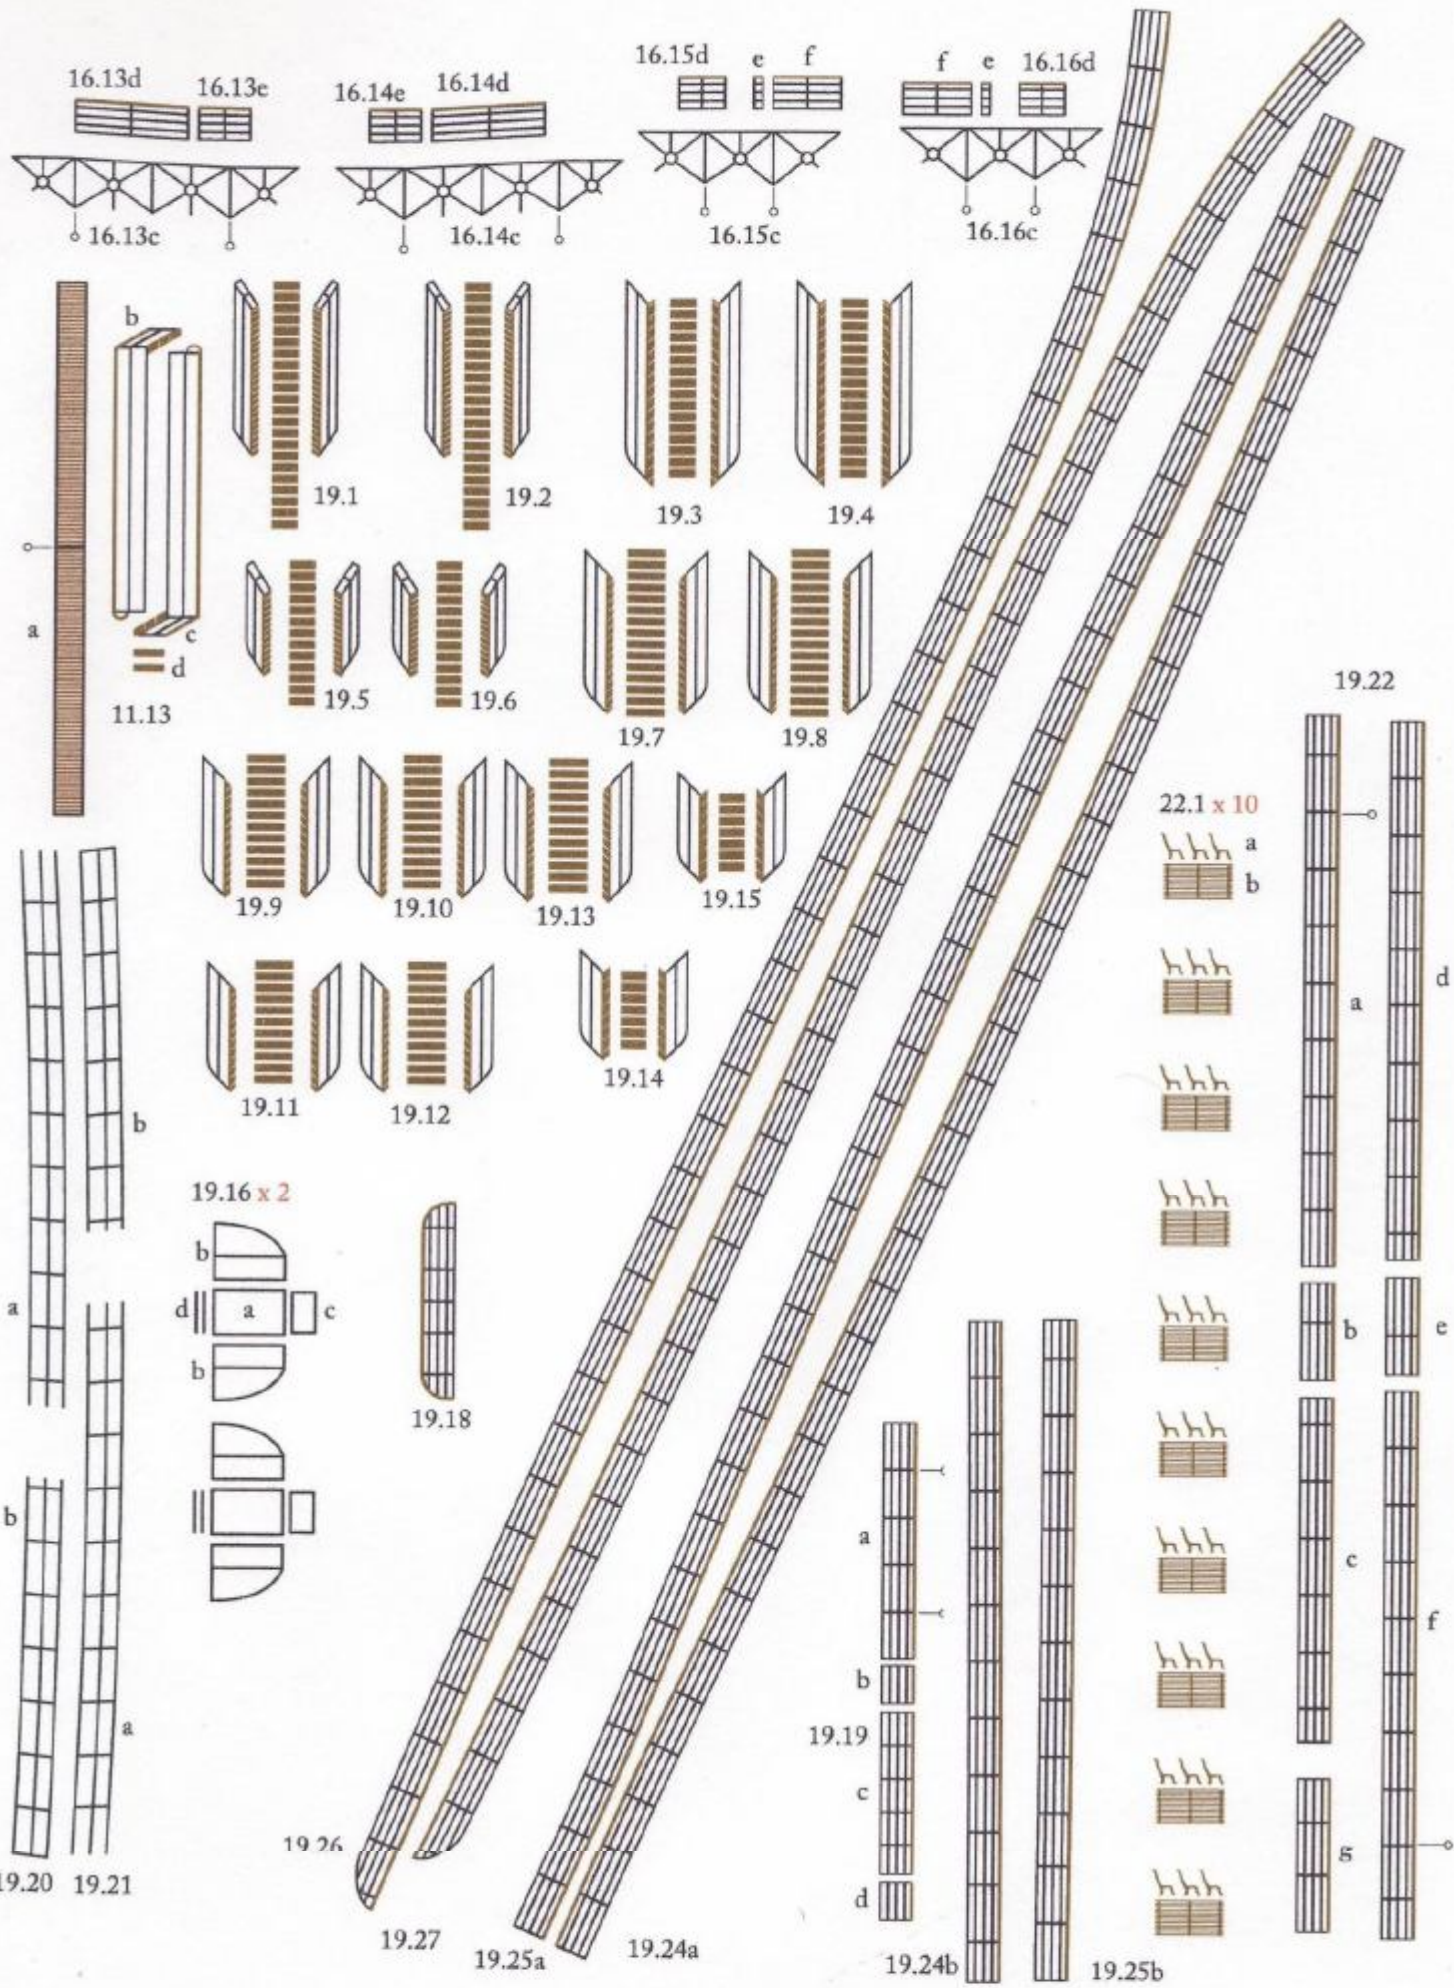 16.13d 16.13e 16.14e 16.14d 16.15d e f f e 16.16d
16.13c 16.14c 16.15c 16.16c
b
a
c
d
11.13
19.1 19.2 19.3 19.4
19.5 19.6 19.7 19.8
19.9 19.10 19.13 19.15
19.11 19.12 19.14
19.22
22.1 x 10
a
b
a
d
b
e
c
f
g
b
a
19.16 x 2
b
d a c
b
19.18
b
a
19.20 19.21
19.26
19.27
19.25a
19.24a
a
b
19.19
c
d
19.24b
19.25b